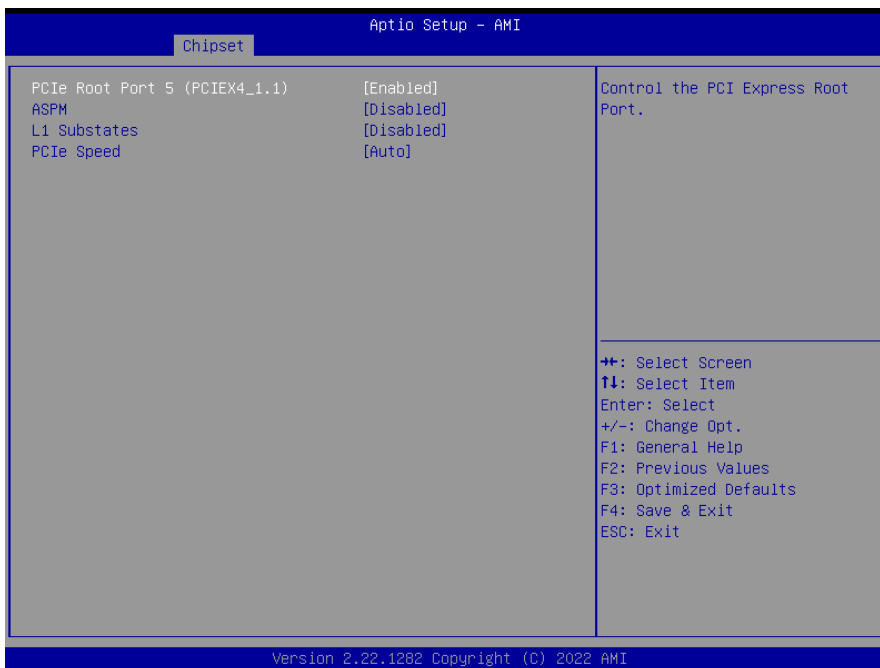 Aptio Setup – AMI
Chipset
PCIe Root Port 5 (PCIEX4_1.1) [Enabled]
ASPM [Disabled]
L1 Substates [Disabled]
PCIe Speed [Auto]
Control the PCI Express Root
Port.
→←: Select Screen
↑↓: Select Item
Enter: Select
+/-: Change Opt.
F1: General Help
F2: Previous Values
F3: Optimized Defaults
F4: Save & Exit
ESC: Exit
Version 2.22.1282 Copyright (C) 2022 AMI